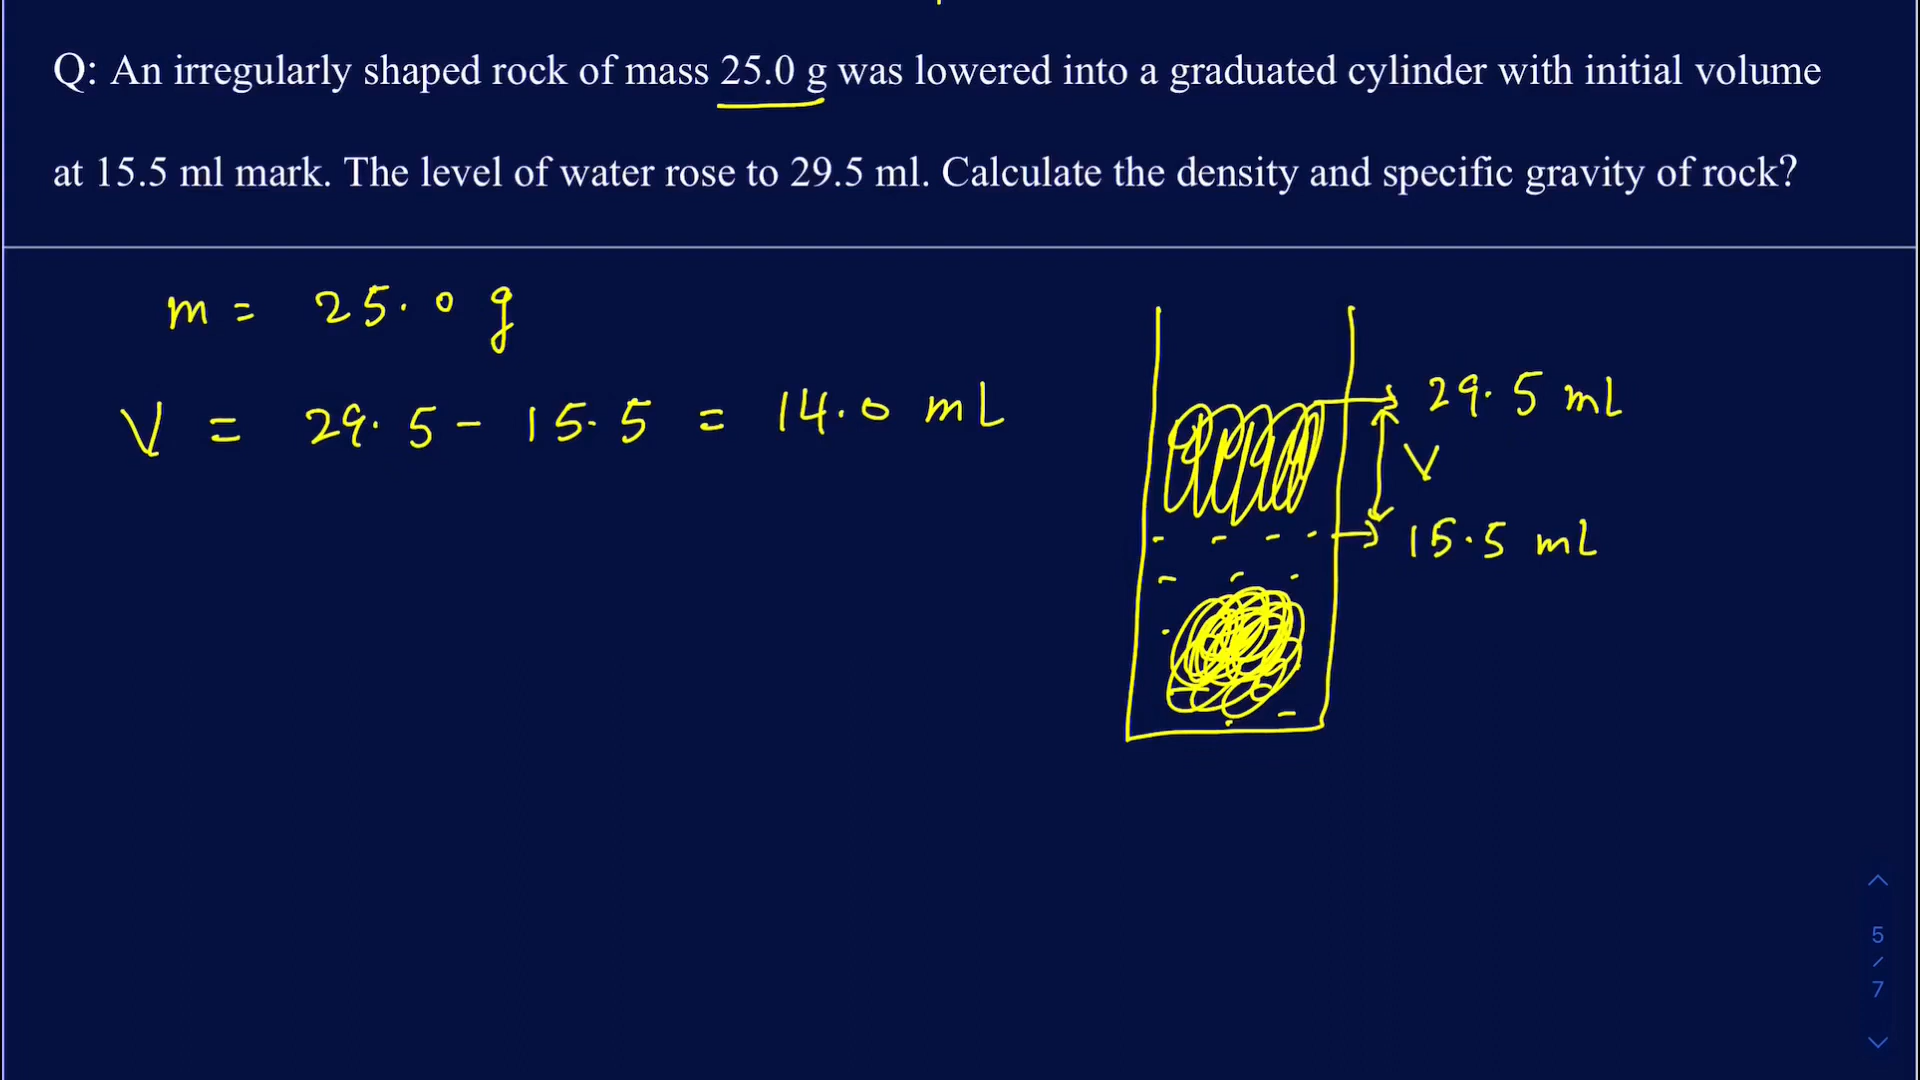 Q: An irregularly shaped rock of mass 25.0 g was lowered into a graduated cylinder with initial volume
at 15.5 ml mark. The level of water rose to 29.5 ml. Calculate the density and specific gravity of rock?
m = 25.0 g
V = 29.5 - 15.5 = 14.0 mL
29.5 mL
V
15.5 mL
5
/
7